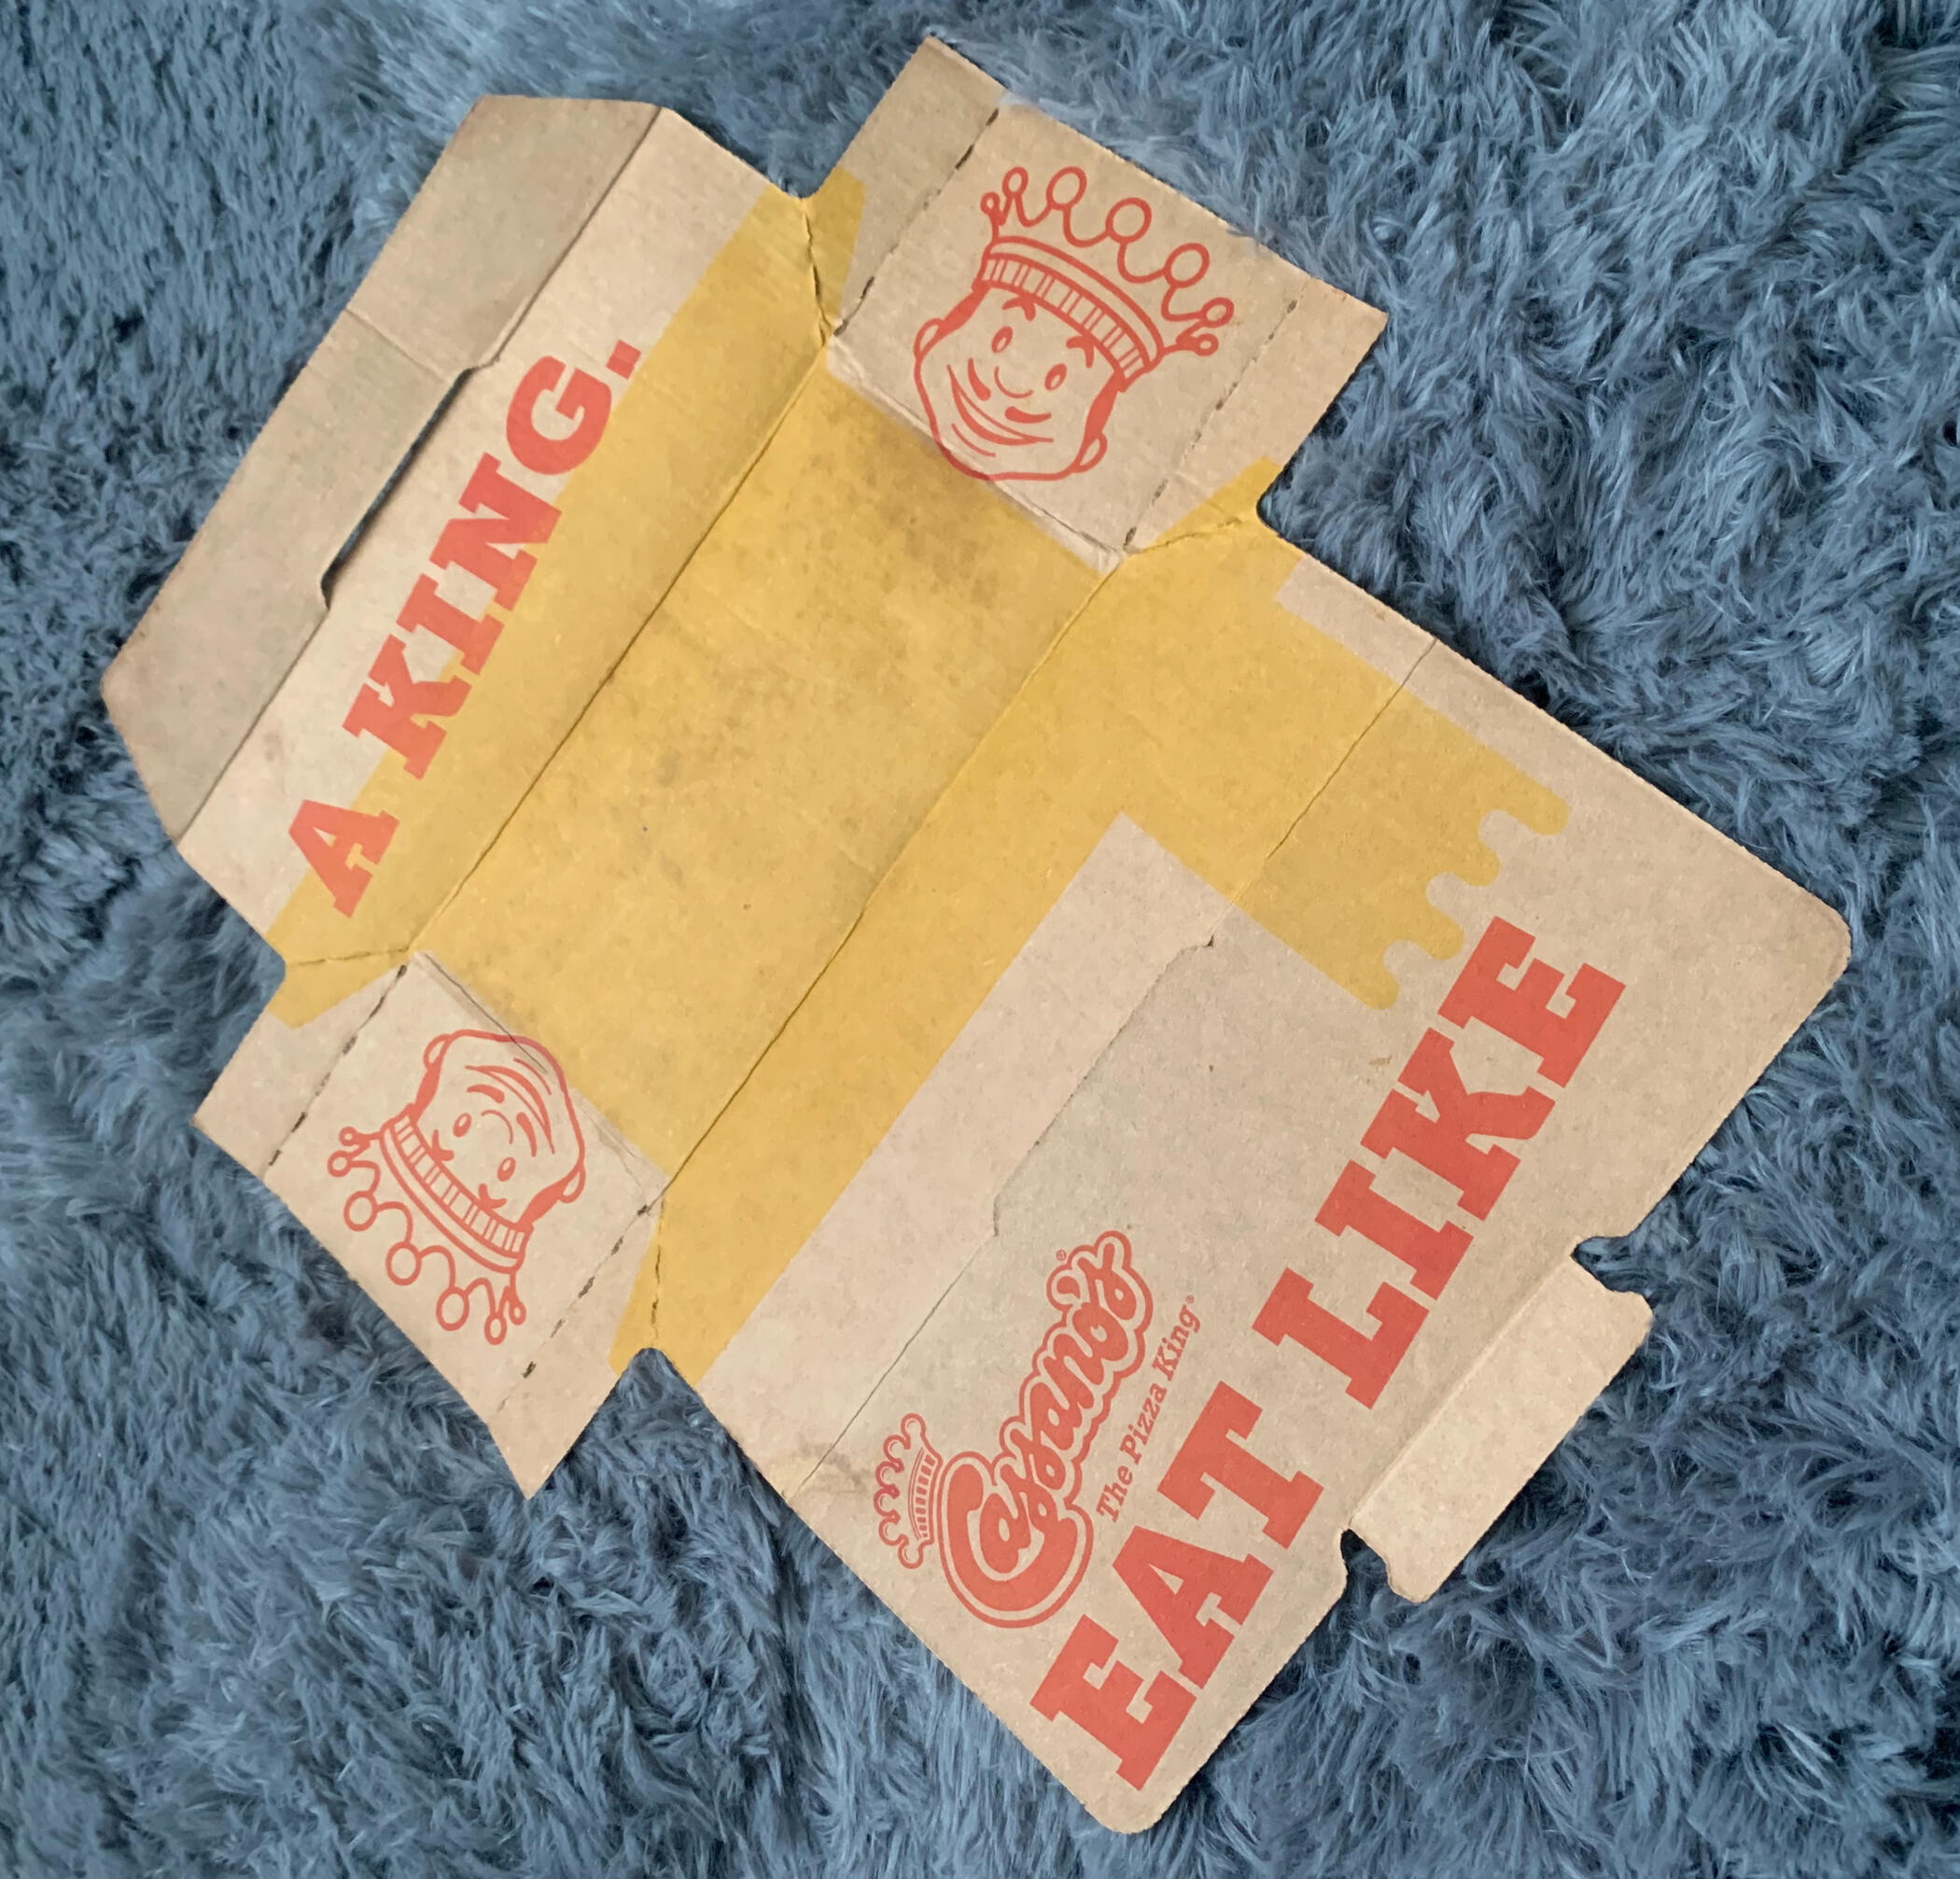 Cassano's®
The Pizza King®
EAT LIKE
A KING.